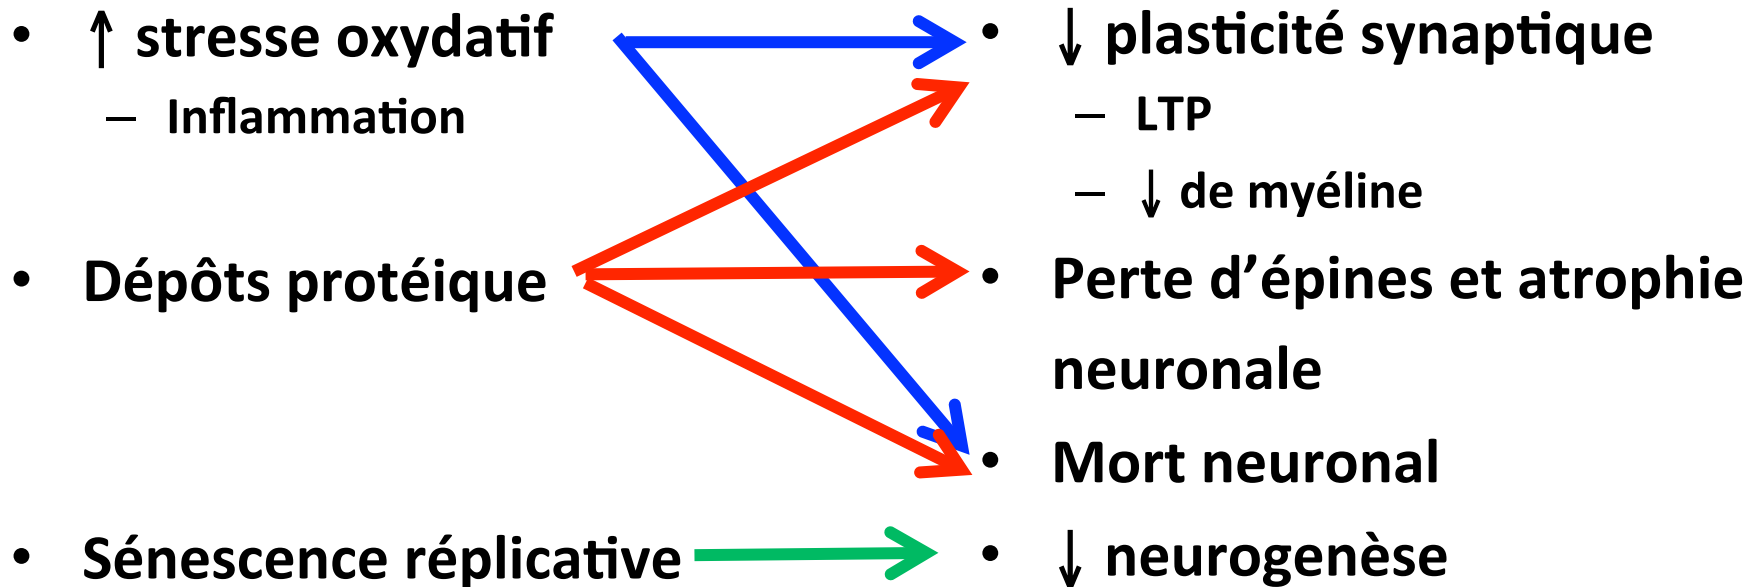 • ↑ stresse oxydatif
– Inflammation
• Dépôts protéique
• Sénescence réplicative
• ↓ plasticité synaptique
– LTP
– ↓ de myéline
• Perte d’épines et atrophie
neuronale
• Mort neuronal
• ↓ neurogenèse